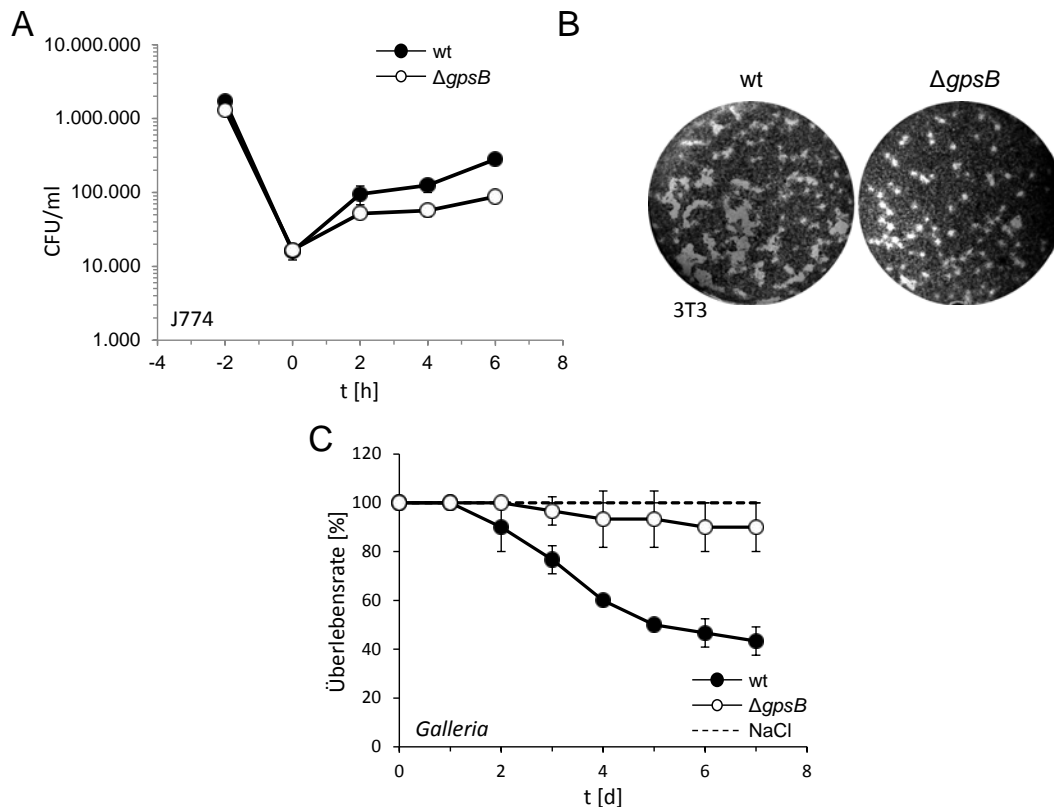 A
10.000.000
1.000.000
100.000
10.000
1.000
CFU/ml
wt
ΔgpsB
J774
-4 -2 0 2 4 6 8
t [h]
B
wt ΔgpsB
3T3
C
120
100
80
60
40
20
0
Überlebensrate [%]
wt
ΔgpsB
NaCl
Galleria
0 2 4 6 8
t [d]